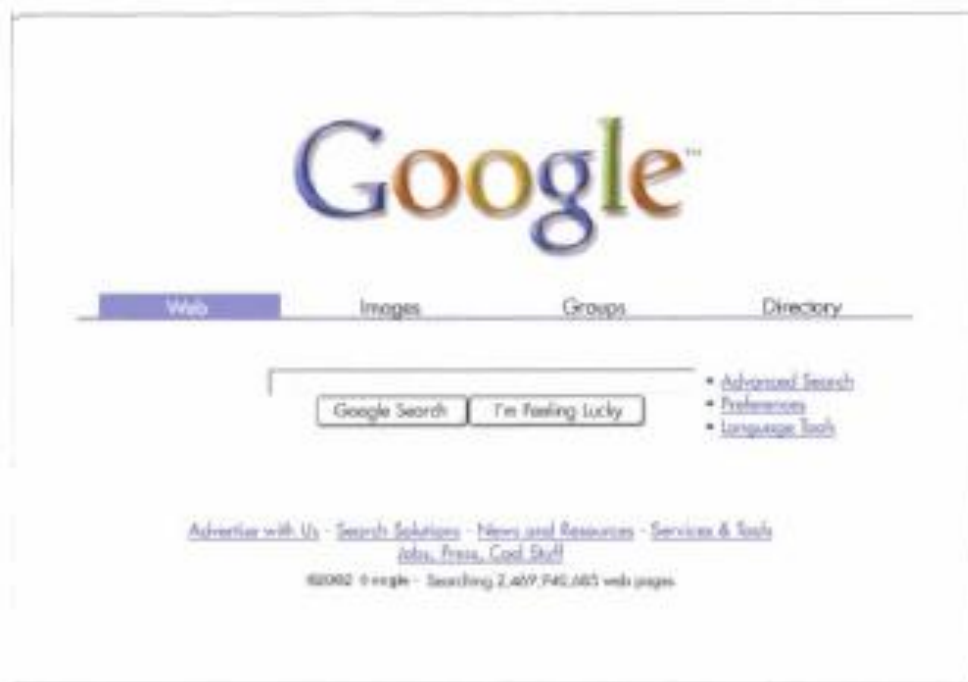 Google™
Web Images Groups Directory
• Advanced Search
Google Search I'm Feeling Lucky • Preferences
• Language Tools
Advertise with Us - Search Solutions - News and Resources - Services & Tools
Jobs, Press, Cool Stuff
©2002 Google - Searching 2,469,940,685 web pages